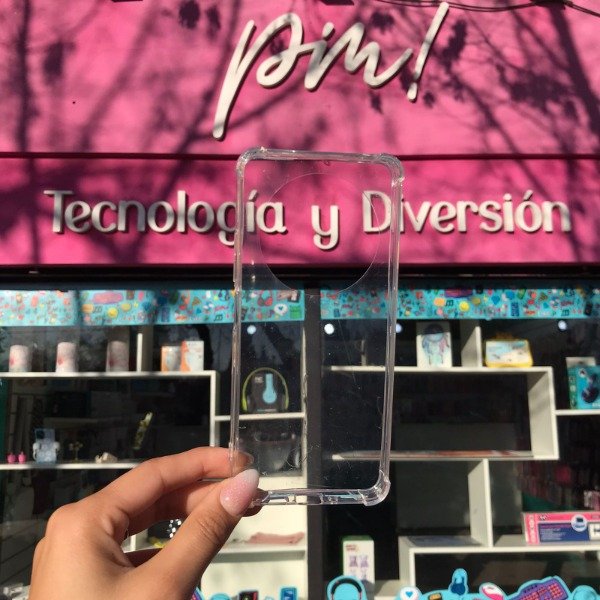 pim!
Tecnología y Diversión